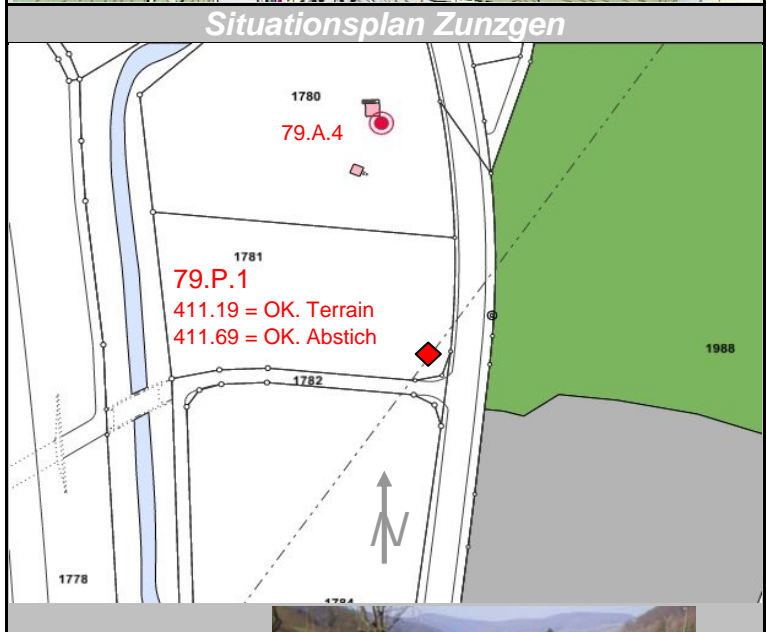 Situationsplan Zunzgen
1780
79.A.4
1781
79.P.1
411.19 = OK. Terrain
411.69 = OK. Abstich
1988
1782
N
1778
1784